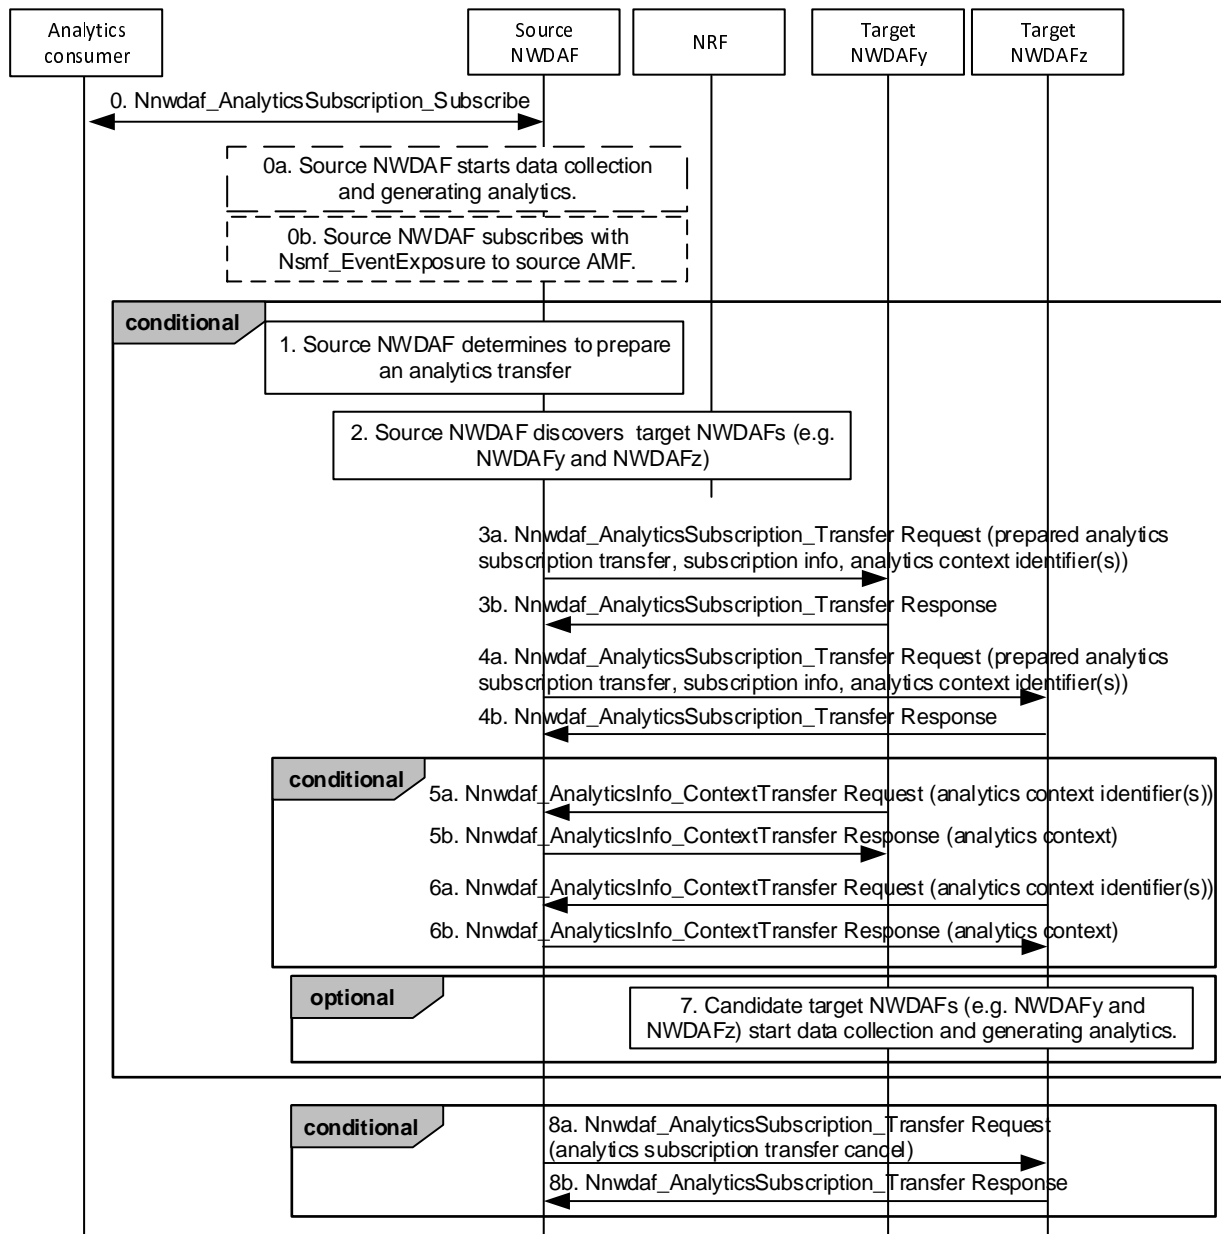 Analytics
consumer
Source
NWDAF
NRF
Target
NWDAFy
Target
NWDAFz
0. Nnwdaf_AnalyticsSubscription_Subscribe
0a. Source NWDAF starts data collection
and generating analytics.
0b. Source NWDAF subscribes with
Nsmf_EventExposure to source AMF.
conditional
1. Source NWDAF determines to prepare
an analytics transfer
2. Source NWDAF discovers target NWDAFs (e.g.
NWDAFy and NWDAFz)
3a. Nnwdaf_AnalyticsSubscription_Transfer Request (prepared analytics
subscription transfer, subscription info, analytics context identifier(s))
3b. Nnwdaf_AnalyticsSubscription_Transfer Response
4a. Nnwdaf_AnalyticsSubscription_Transfer Request (prepared analytics
subscription transfer, subscription info, analytics context identifier(s))
4b. Nnwdaf_AnalyticsSubscription_Transfer Response
conditional
5a. Nnwdaf_AnalyticsInfo_ContextTransfer Request (analytics context identifier(s))
5b. Nnwdaf_AnalyticsInfo_ContextTransfer Response (analytics context)
6a. Nnwdaf_AnalyticsInfo_ContextTransfer Request (analytics context identifier(s))
6b. Nnwdaf_AnalyticsInfo_ContextTransfer Response (analytics context)
optional
7. Candidate target NWDAFs (e.g. NWDAFy and
NWDAFz) start data collection and generating analytics.
conditional
8a. Nnwdaf_AnalyticsSubscription_Transfer Request
(analytics subscription transfer cancel)
8b. Nnwdaf_AnalyticsSubscription_Transfer Response